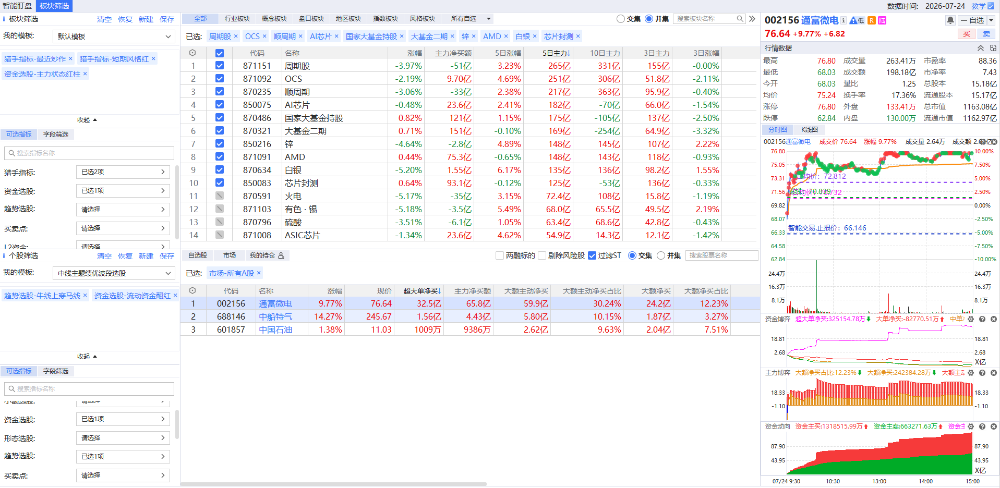 智能盯盘 板块筛选 数据时间: 2026-07-24 教学
板块筛选 清空 恢复 新建 保存
我的模板: 默认模板
猎手指标-最近炒作 × 猎手指标-短期风格红 ×
资金选股-主力状态红柱 ×
收起
可选指标 字段筛选
搜索指标名称
猎手指标: 已选2项
资金选股: 已选1项
趋势选股: 请选择
买卖点: 请选择
L2资金: 请选择
全部 行业板块 概念板块 盘口板块 地区板块 指数板块 风格板块 所有自选 交集 并集 搜索板块名称
已选: 周期股 × OCS × 顺周期 × AI芯片 × 国家大基金持股 × 大基金二期 × 锌 × AMD × 白银 × 芯片封测 ×
代码 名称 涨幅 主力净买额 5日涨幅 5日主力↓ 10日主力 3日主力 3日涨幅
1 871151 周期股 -3.97% -51亿 3.23% 265亿 331亿 155亿 -0.00%
2 871092 OCS -2.19% 9.70亿 4.69% 251亿 306亿 51.8亿 -2.11%
3 870235 顺周期 -3.06% -33亿 2.38% 217亿 363亿 95.9亿 -0.40%
4 850075 AI芯片 -0.48% 23.6亿 2.41% 182亿 -70亿 66.0亿 -1.54%
5 870486 国家大基金持股 0.82% 121亿 1.15% 175亿 -105亿 137亿 -2.50%
6 870321 大基金二期 0.71% 151亿 -0.10% 169亿 -254亿 64.9亿 -3.32%
7 850216 锌 -4.64% -2.8亿 4.89% 148亿 145亿 107亿 2.22%
8 871091 AMD 0.44% 75.3亿 -0.65% 148亿 143亿 118亿 -0.93%
9 870634 白银 -5.20% 1.55亿 6.17% 135亿 136亿 98.2亿 1.55%
10 850083 芯片封测 0.64% 93.1亿 -0.12% 125亿 -53亿 136亿 -0.33%
11 870591 火电 -5.17% -35亿 3.15% 72.4亿 108亿 15.8亿 -1.19%
12 871103 有色·锡 -5.18% -3.5亿 5.49% 68.0亿 65.5亿 49.5亿 2.19%
13 870796 硫酸 -3.51% -6.1亿 1.05% 63.4亿 68.6亿 42.8亿 -0.43%
14 871008 ASIC芯片 -1.34% 23.6亿 4.62% 54.9亿 14.3亿 12.1亿 -1.42%
个股筛选 清空 恢复 新建 保存
我的模板: 中线主题绩优波段选股
趋势选股-牛线上穿马线 × 资金选股-流动资金翻红 ×
收起
可选指标 字段筛选
搜索指标名称
小额选股: 请选择
资金选股: 已选1项
形态选股: 请选择
趋势选股: 已选1项
买卖点: 请选择
自选股 市场 我的持仓 两融标的 剔除风险股 过滤ST 交集 并集 搜索股票名称
已选: 市场-所有A股 ×
代码 名称 涨幅 现价 超大单净买↓ 主力净买额 大额主动净买 大额主动净买占比 大额净买 大额净买占比
1 002156 通富微电 9.77% 76.64 32.5亿 65.8亿 59.9亿 30.24% 24.2亿 12.23%
2 688146 中船特气 14.27% 245.67 1.56亿 4.43亿 5.80亿 10.15% 1.87亿 3.27%
3 601857 中国石油 1.38% 11.03 1009万 9386万 2.62亿 9.63% 2.04亿 7.51%
002156 通富微电 i 低 R 陆 自选
76.64 +9.77% +6.82 买 卖
行情数据
最高 76.80 成交量 263.41万 市盈率 88.36
最低 68.03 成交额 198.18亿 市净率 7.43
今开 68.03 量比 1.25 总股本 15.18亿
均价 75.24 换手率 17.36% 流通股本 15.17亿
涨停 76.80 外盘 133.41万 总市值 1163.08亿
跌停 62.84 内盘 130.00万 流通市值 1162.97亿
分时图 K线图
002156通富微电 成交价 76.64 涨幅 9.77% 成交量 2.64万 成交额
76.80 10.00%
75.05 7.50%
均价: 72.812
73.31 5.00%
71.56 2.50%
69.82 0.00%
68.07 -2.50%
智能交易.止损价: 66.146
66.33 -5.00%
64.58 -7.50%
62.84 -10.00%
24.4万 24.4万
16.3万 16.3万
8.1万 8.1万
资金博弈 超大单净买:325154.78万 大单净买:-82770.51万 中单
18.81 18.81
2.68 2.68
X亿
主力博弈 大额净买占比:12.23% 大额净买:242384.28万 大额主动
18.33 18.33
-1.10 -1.10
资金动向 资金主买:1318515.99万 资金主卖:663271.63万 资金主
87.90 87.90
43.95 43.95
X亿
07/24 9:30 10:30 13:00 14:00 15:00